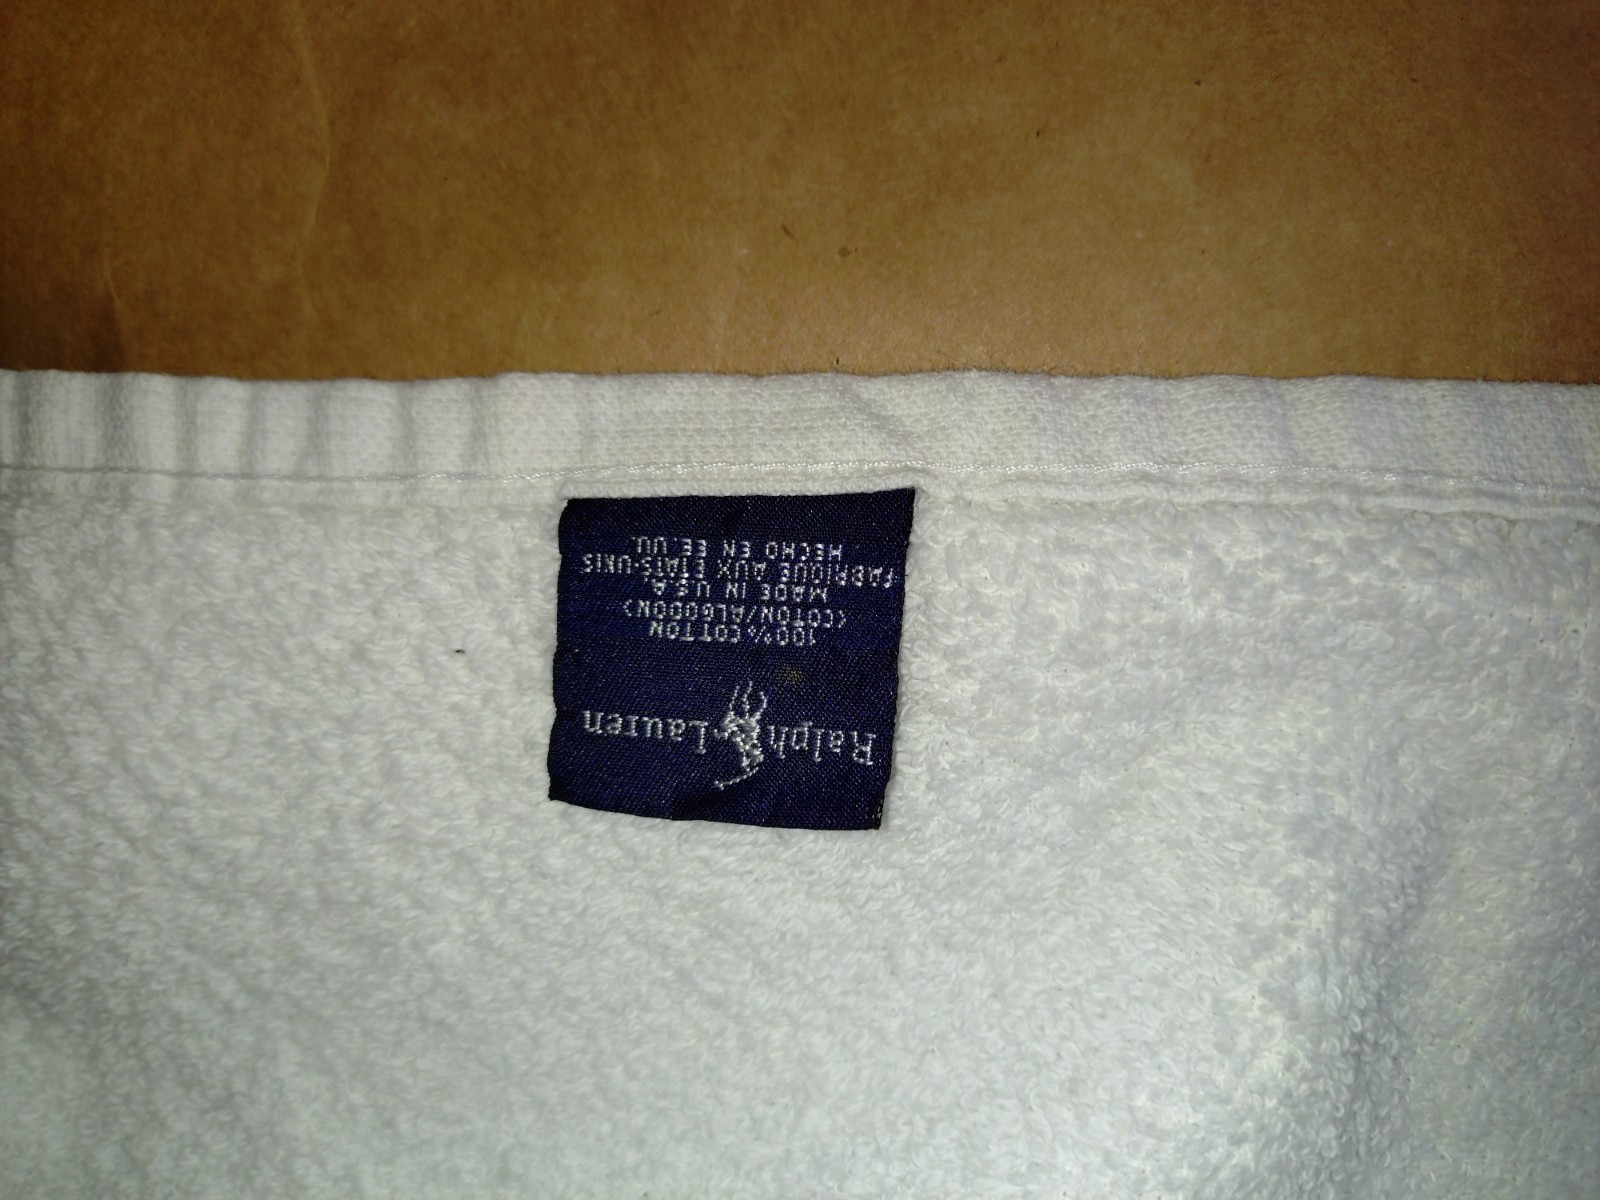 Ralph Lauren
100% COTTON
(COTON/ALGODON)
MADE IN U.S.A.
FABRIQUE AUX ETATS-UNIS
HECHO EN EE. UU.